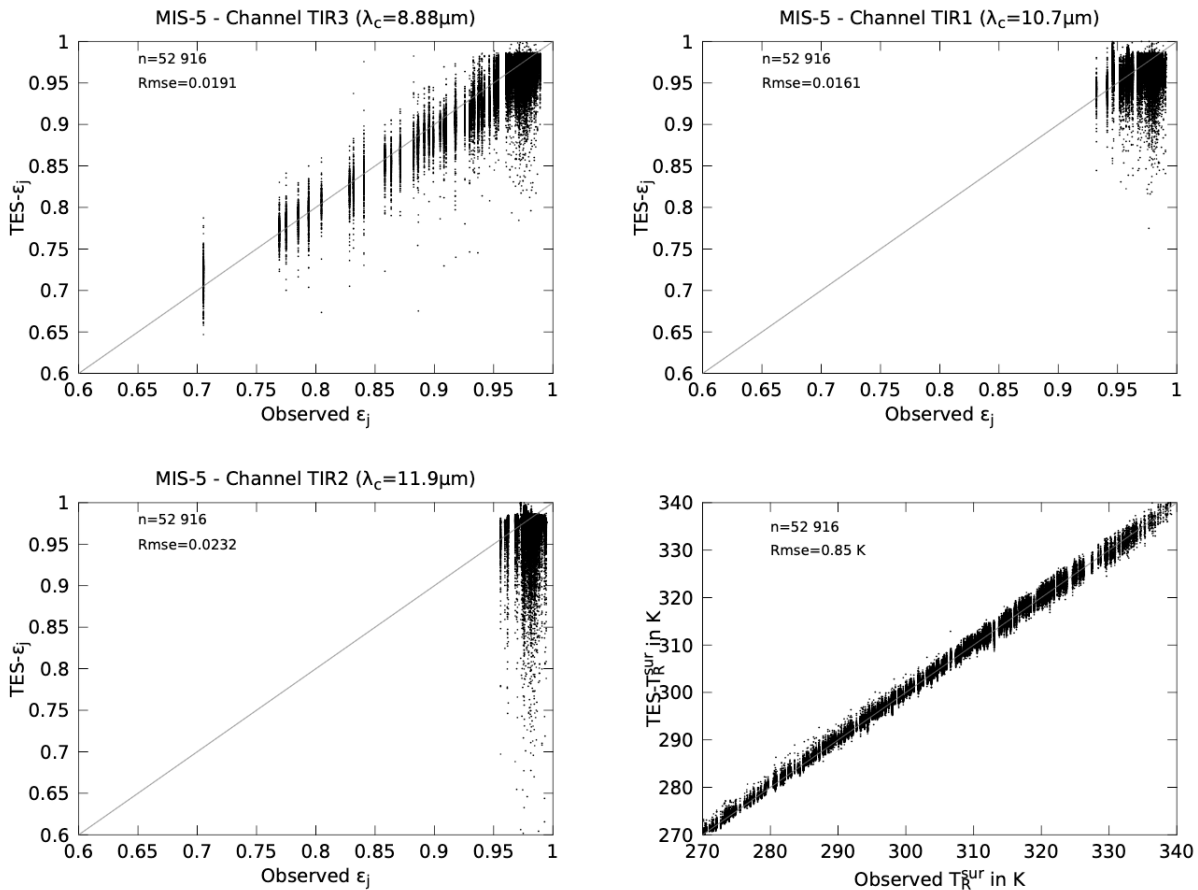 MIS-5 - Channel TIR3 (λc=8.88μm)
n=52 916
Rmse=0.0191
TES-εj
1
0.95
0.9
0.85
0.8
0.75
0.7
0.65
0.6
0.6 0.65 0.7 0.75 0.8 0.85 0.9 0.95 1
Observed εj
MIS-5 - Channel TIR1 (λc=10.7μm)
n=52 916
Rmse=0.0161
TES-εj
1
0.95
0.9
0.85
0.8
0.75
0.7
0.65
0.6
0.6 0.65 0.7 0.75 0.8 0.85 0.9 0.95 1
Observed εj
MIS-5 - Channel TIR2 (λc=11.9μm)
n=52 916
Rmse=0.0232
TES-εj
1
0.95
0.9
0.85
0.8
0.75
0.7
0.65
0.6
0.6 0.65 0.7 0.75 0.8 0.85 0.9 0.95 1
Observed εj
n=52 916
Rmse=0.85 K
TES-TRsur in K
340
330
320
310
300
290
280
270
270 280 290 300 310 320 330 340
Observed TRsur in K